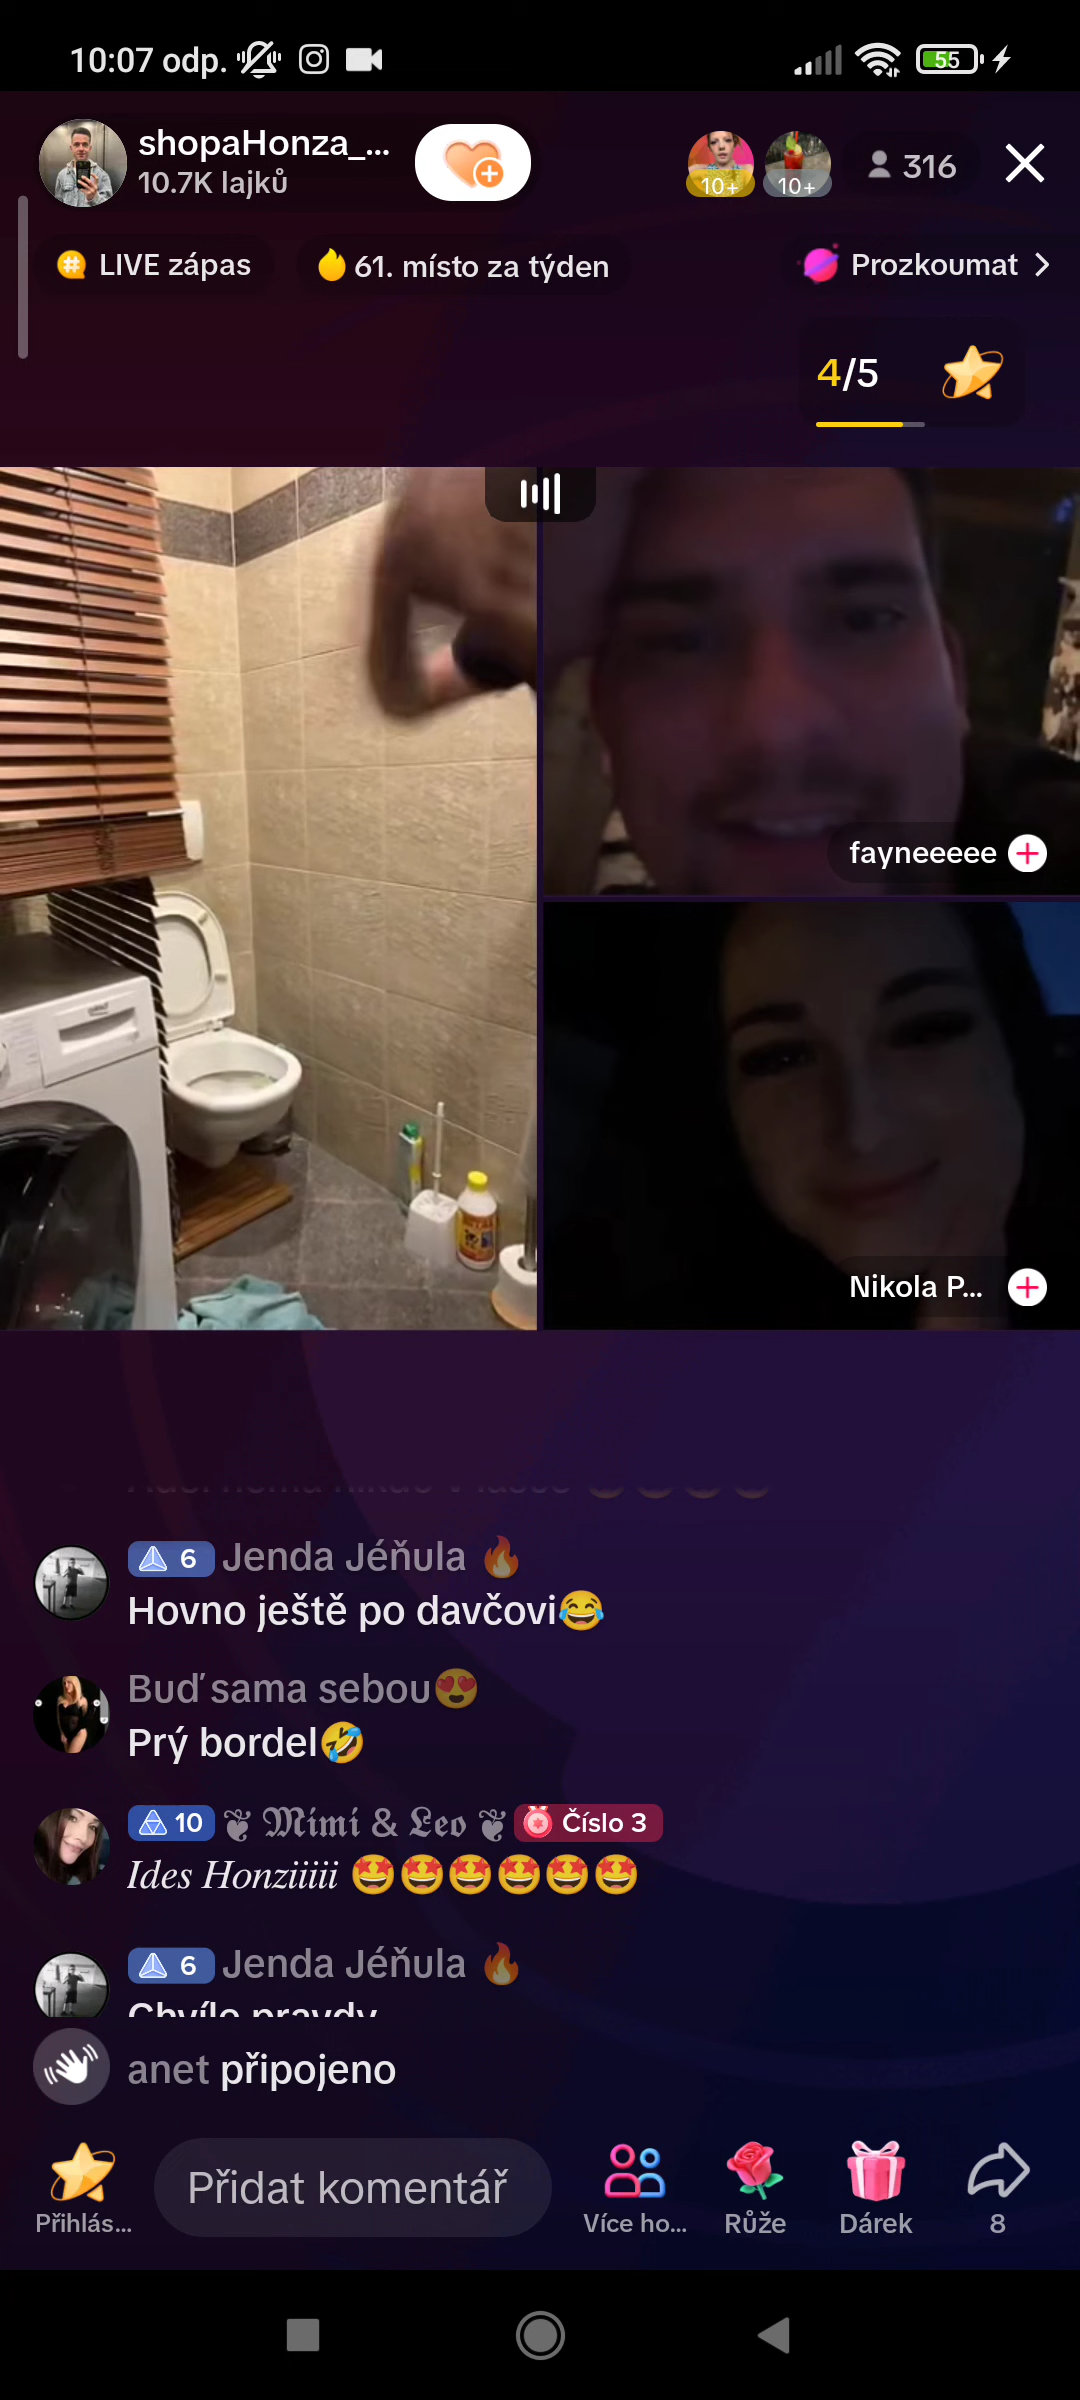 10:07 odp.
55
shopaHonza_...
10.7K lajků
10+
10+
316
LIVE zápas
61. místo za týden
Prozkoumat
4/5
fayneeeee
Nikola P...
6 Jenda Jéňula 🔥
Hovno ještě po davčovi😂
Buď sama sebou😍
Prý bordel🤣
10 ❦ 𝕸𝖎𝖒𝖎 & 𝕷𝖊𝖔 ❦ Číslo 3
𝐼𝑑𝑒𝑠 𝐻𝑜𝑛𝑧𝑖𝑖𝑖𝑖𝑖 🤩🤩🤩🤩🤩🤩
6 Jenda Jéňula 🔥
Chvíle pravdy
anet připojeno
Přidat komentář
Přihlás...
Více ho...
Růže
Dárek
8